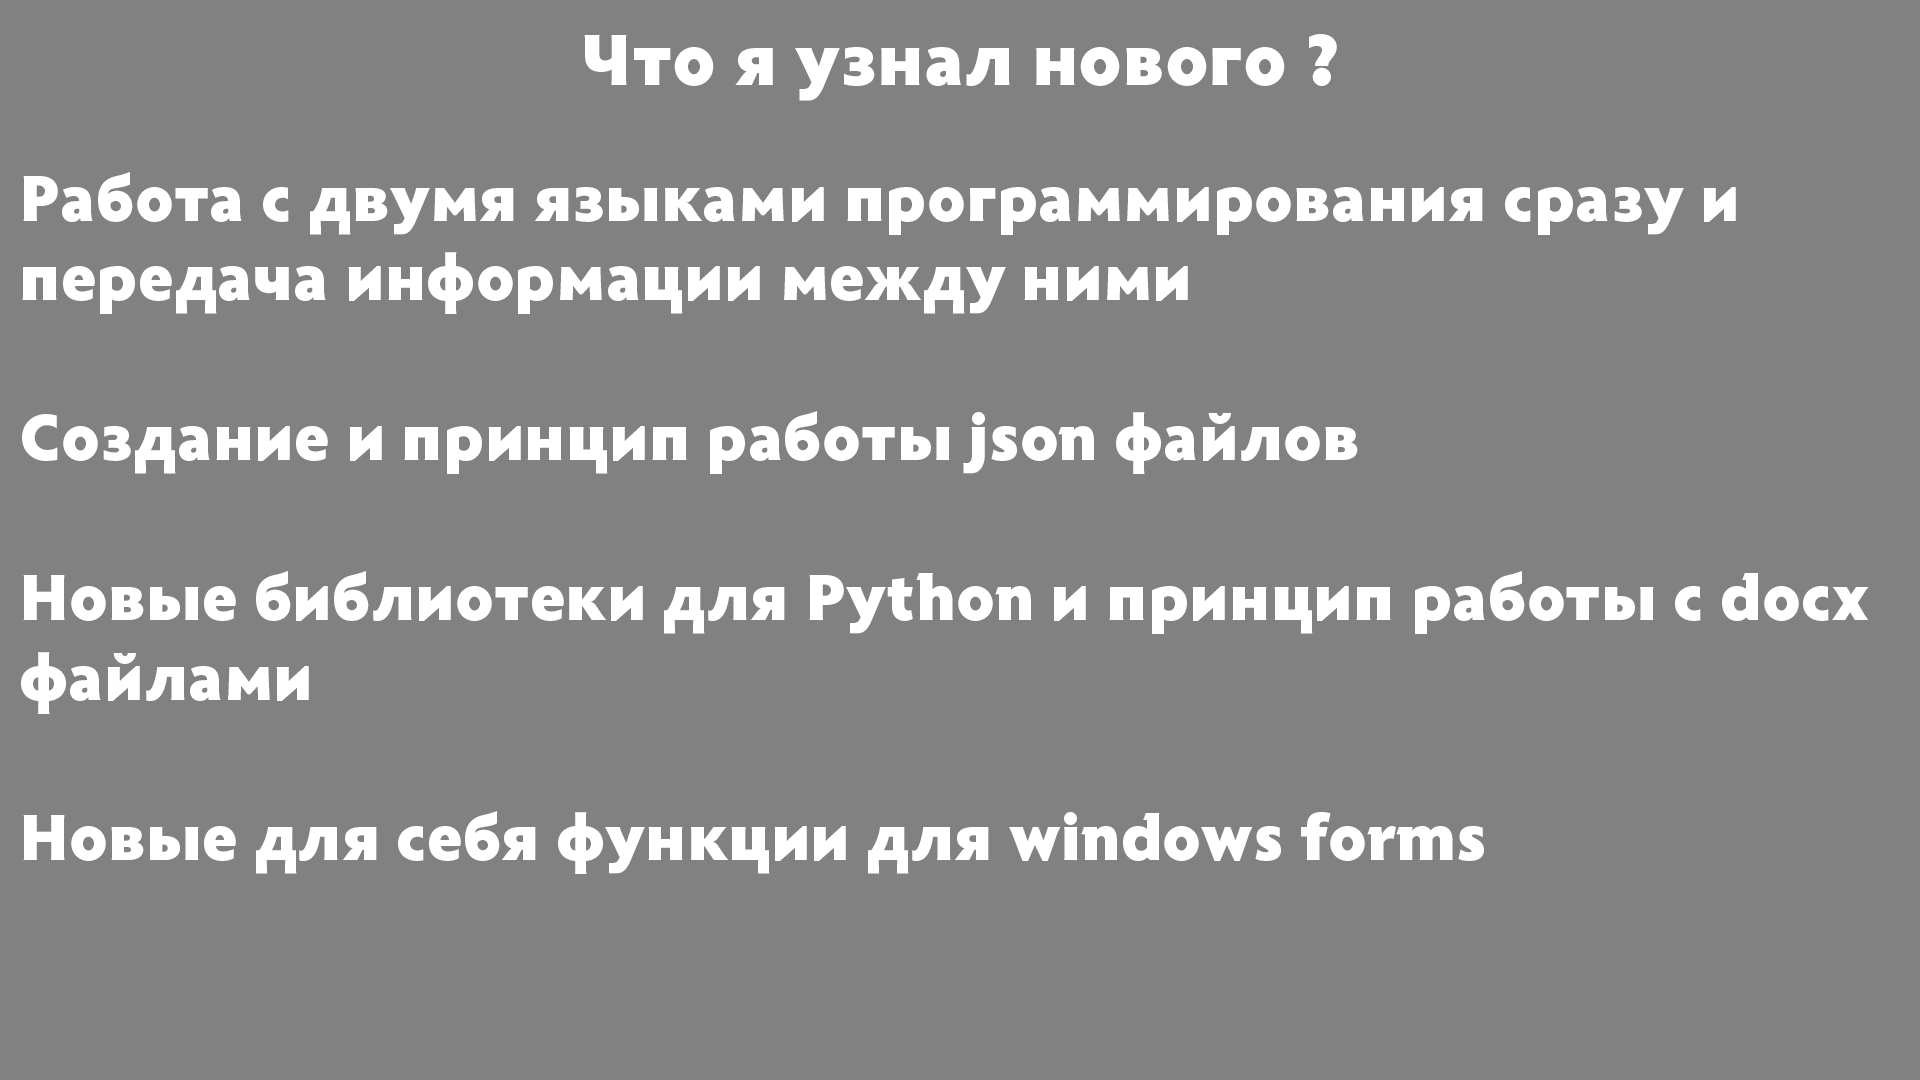 Что я узнал нового ?
Работа с двумя языками программирования сразу и
передача информации между ними
Создание и принцип работы json файлов
Новые библиотеки для Python и принцип работы с docx
файлами
Новые для себя функции для windows forms